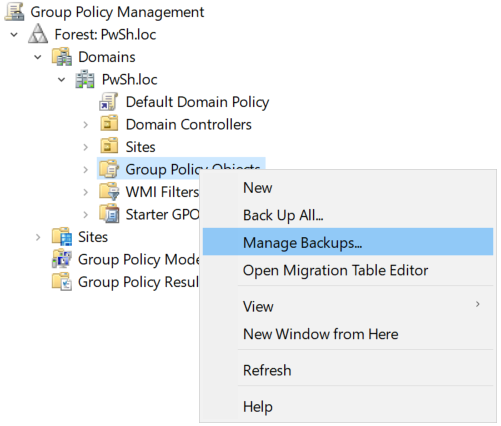 Group Policy Management
Forest: PwSh.loc
Domains
PwSh.loc
Default Domain Policy
Domain Controllers
Sites
Group Policy Objects
WMI Filters
Starter GPO
Sites
Group Policy Mode
Group Policy Resul
New
Back Up All...
Manage Backups...
Open Migration Table Editor
View
New Window from Here
Refresh
Help